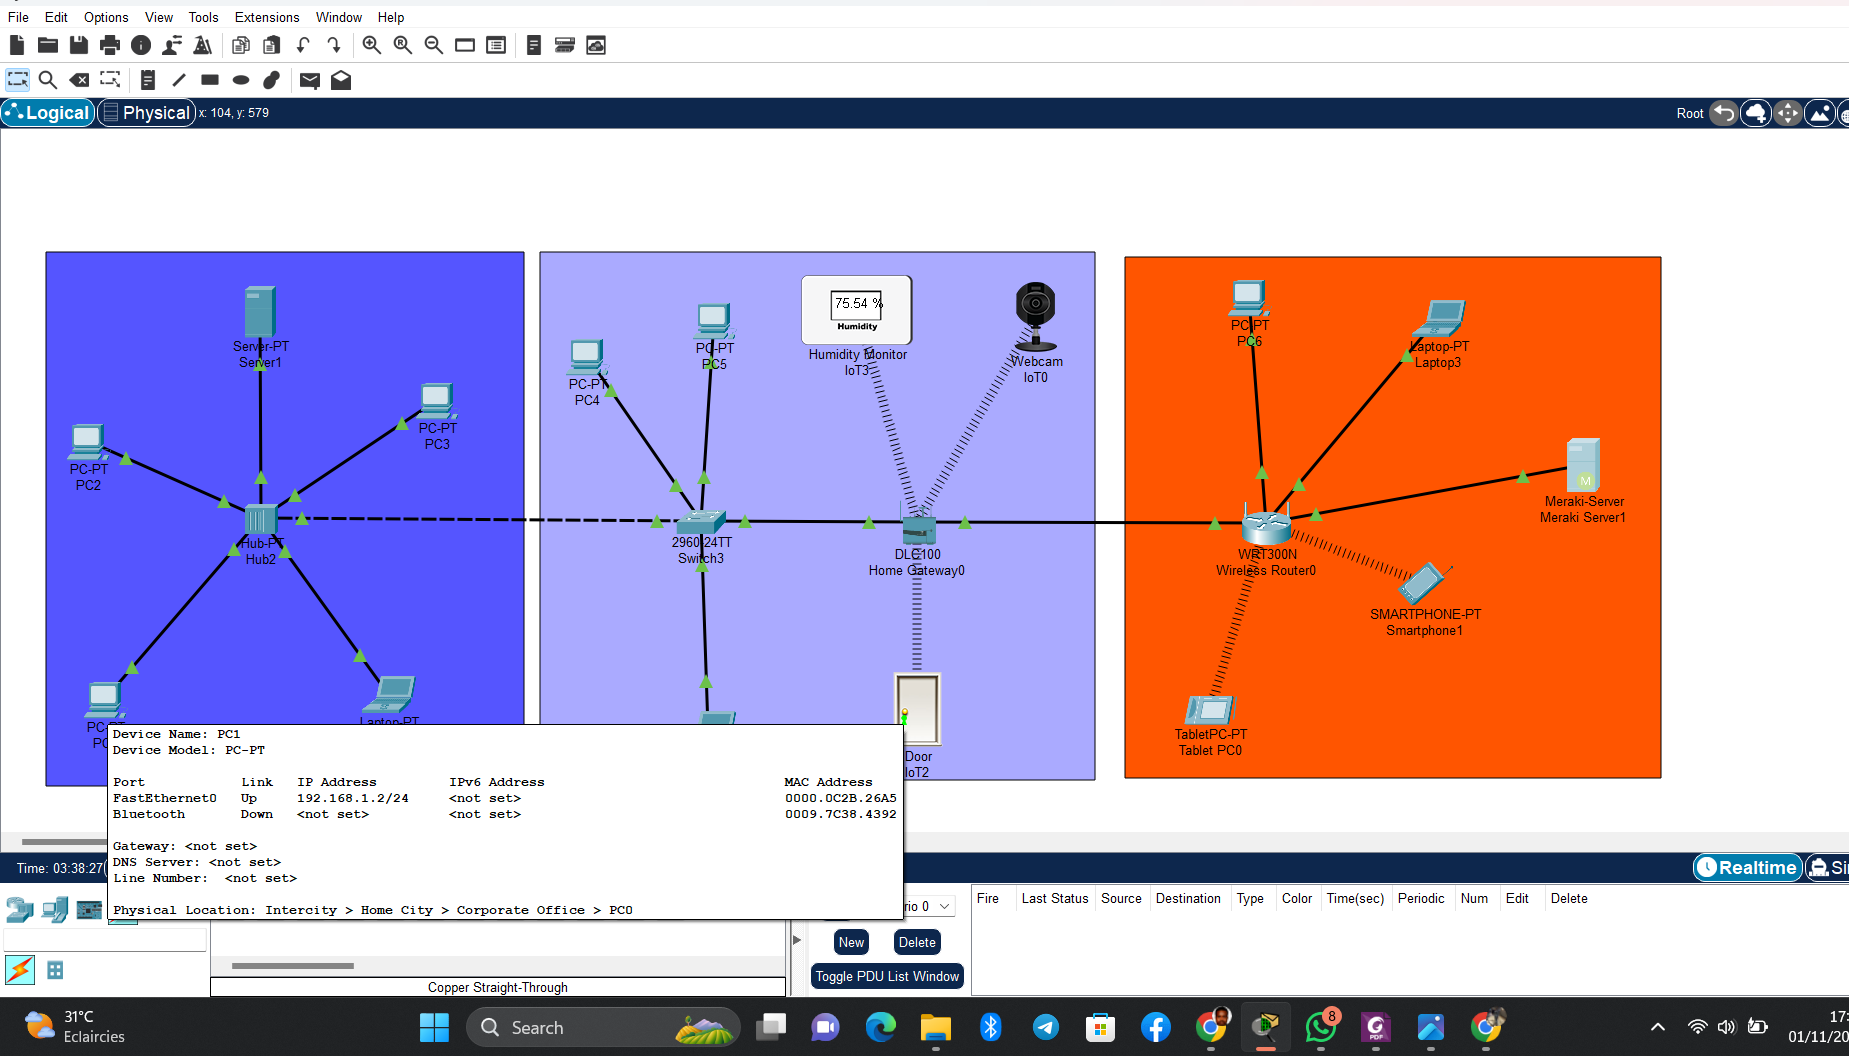 File Edit Options View Tools Extensions Window Help
Logical Physical x: 104, y: 579 Root
Server-PT
Server1
PC-PT
PC3
PC-PT
PC2
Hub-PT
Hub2
Laptop-PT
PC-PT
PC5
PC-PT
PC4
75.54 %
Humidity
Humidity Monitor
IoT3
Webcam
IoT0
2960-24TT
Switch3
DLC100
Home Gateway0
Door
IoT2
PC-PT
PC6
Laptop-PT
Laptop3
Meraki-Server
Meraki Server1
WRT300N
Wireless Router0
SMARTPHONE-PT
Smartphone1
TabletPC-PT
Tablet PC0
Device Name: PC1
Device Model: PC-PT
Port Link IP Address IPv6 Address MAC Address
FastEthernet0 Up 192.168.1.2/24 <not set> 0000.0C2B.26A5
Bluetooth Down <not set> <not set> 0009.7C38.4392
Gateway: <not set>
DNS Server: <not set>
Line Number: <not set>
Physical Location: Intercity > Home City > Corporate Office > PC0
Time: 03:38:27
Realtime
Fire Last Status Source Destination Type Color Time(sec) Periodic Num Edit Delete
New Delete
Toggle PDU List Window
Copper Straight-Through
31°C
Eclaircies
Search
8
PDF
17:
01/11/20